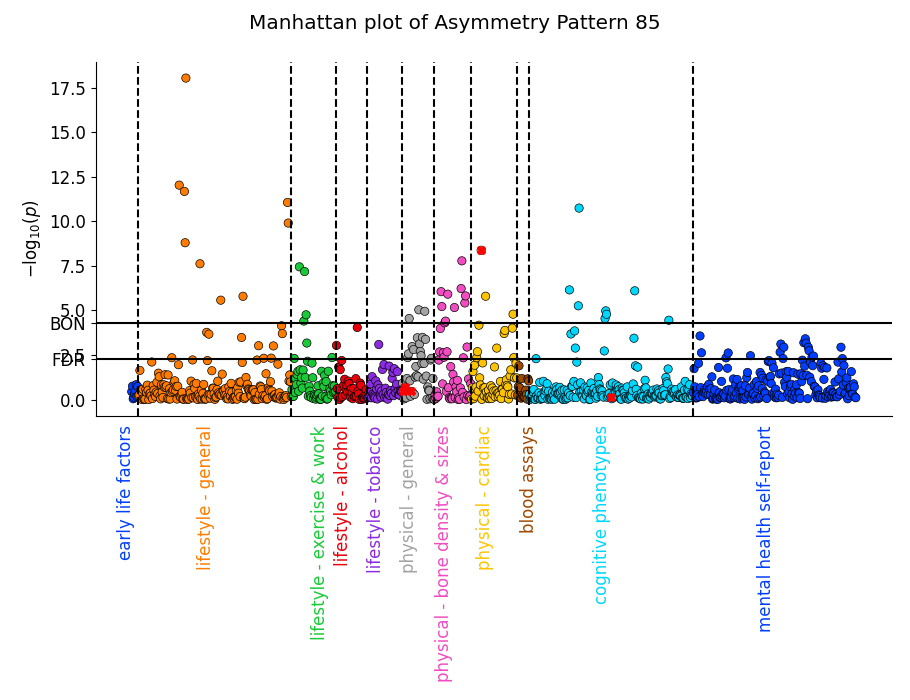 Manhattan plot of Asymmetry Pattern 85
−log10(p)
17.5
15.0
12.5
10.0
7.5
5.0
BON
2.5
FDR
0.0
early life factors
lifestyle - general
lifestyle - exercise & work
lifestyle - alcohol
lifestyle - tobacco
physical - general
physical - bone density & sizes
physical - cardiac
blood assays
cognitive phenotypes
mental health self-report